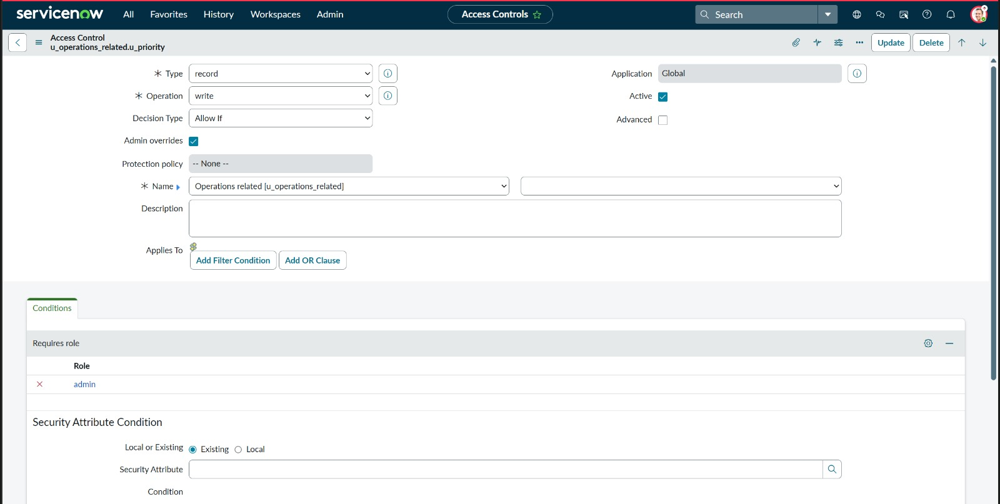 servicenow All Favorites History Workspaces Admin Access Controls Search
Access Control
u_operations_related.u_priority
Update Delete
Type record Application Global
Operation write Active
Decision Type Allow If Advanced
Admin overrides
Protection policy -- None --
Name Operations related [u_operations_related]
Description
Applies To
Add Filter Condition Add OR Clause
Conditions
Requires role
Role
admin
Security Attribute Condition
Local or Existing Existing Local
Security Attribute
Condition